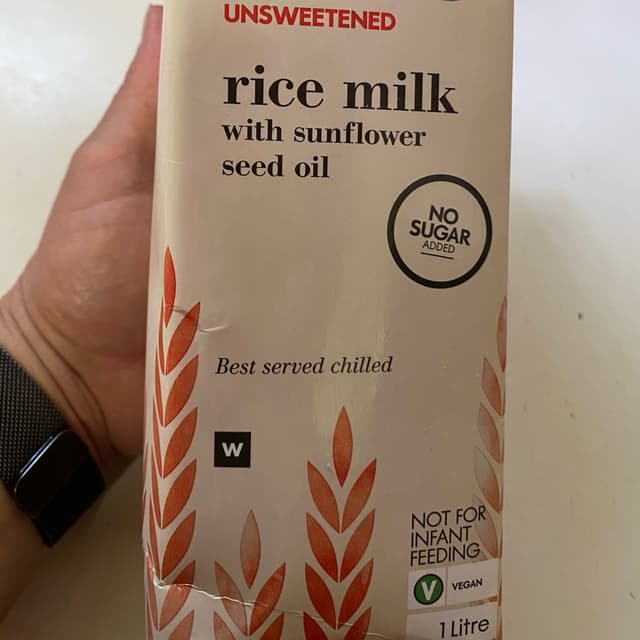 UNSWEETENED
rice milk
with sunflower
seed oil
NO
SUGAR
ADDED
Best served chilled
W
NOT FOR
INFANT
FEEDING
V VEGAN
1 Litre